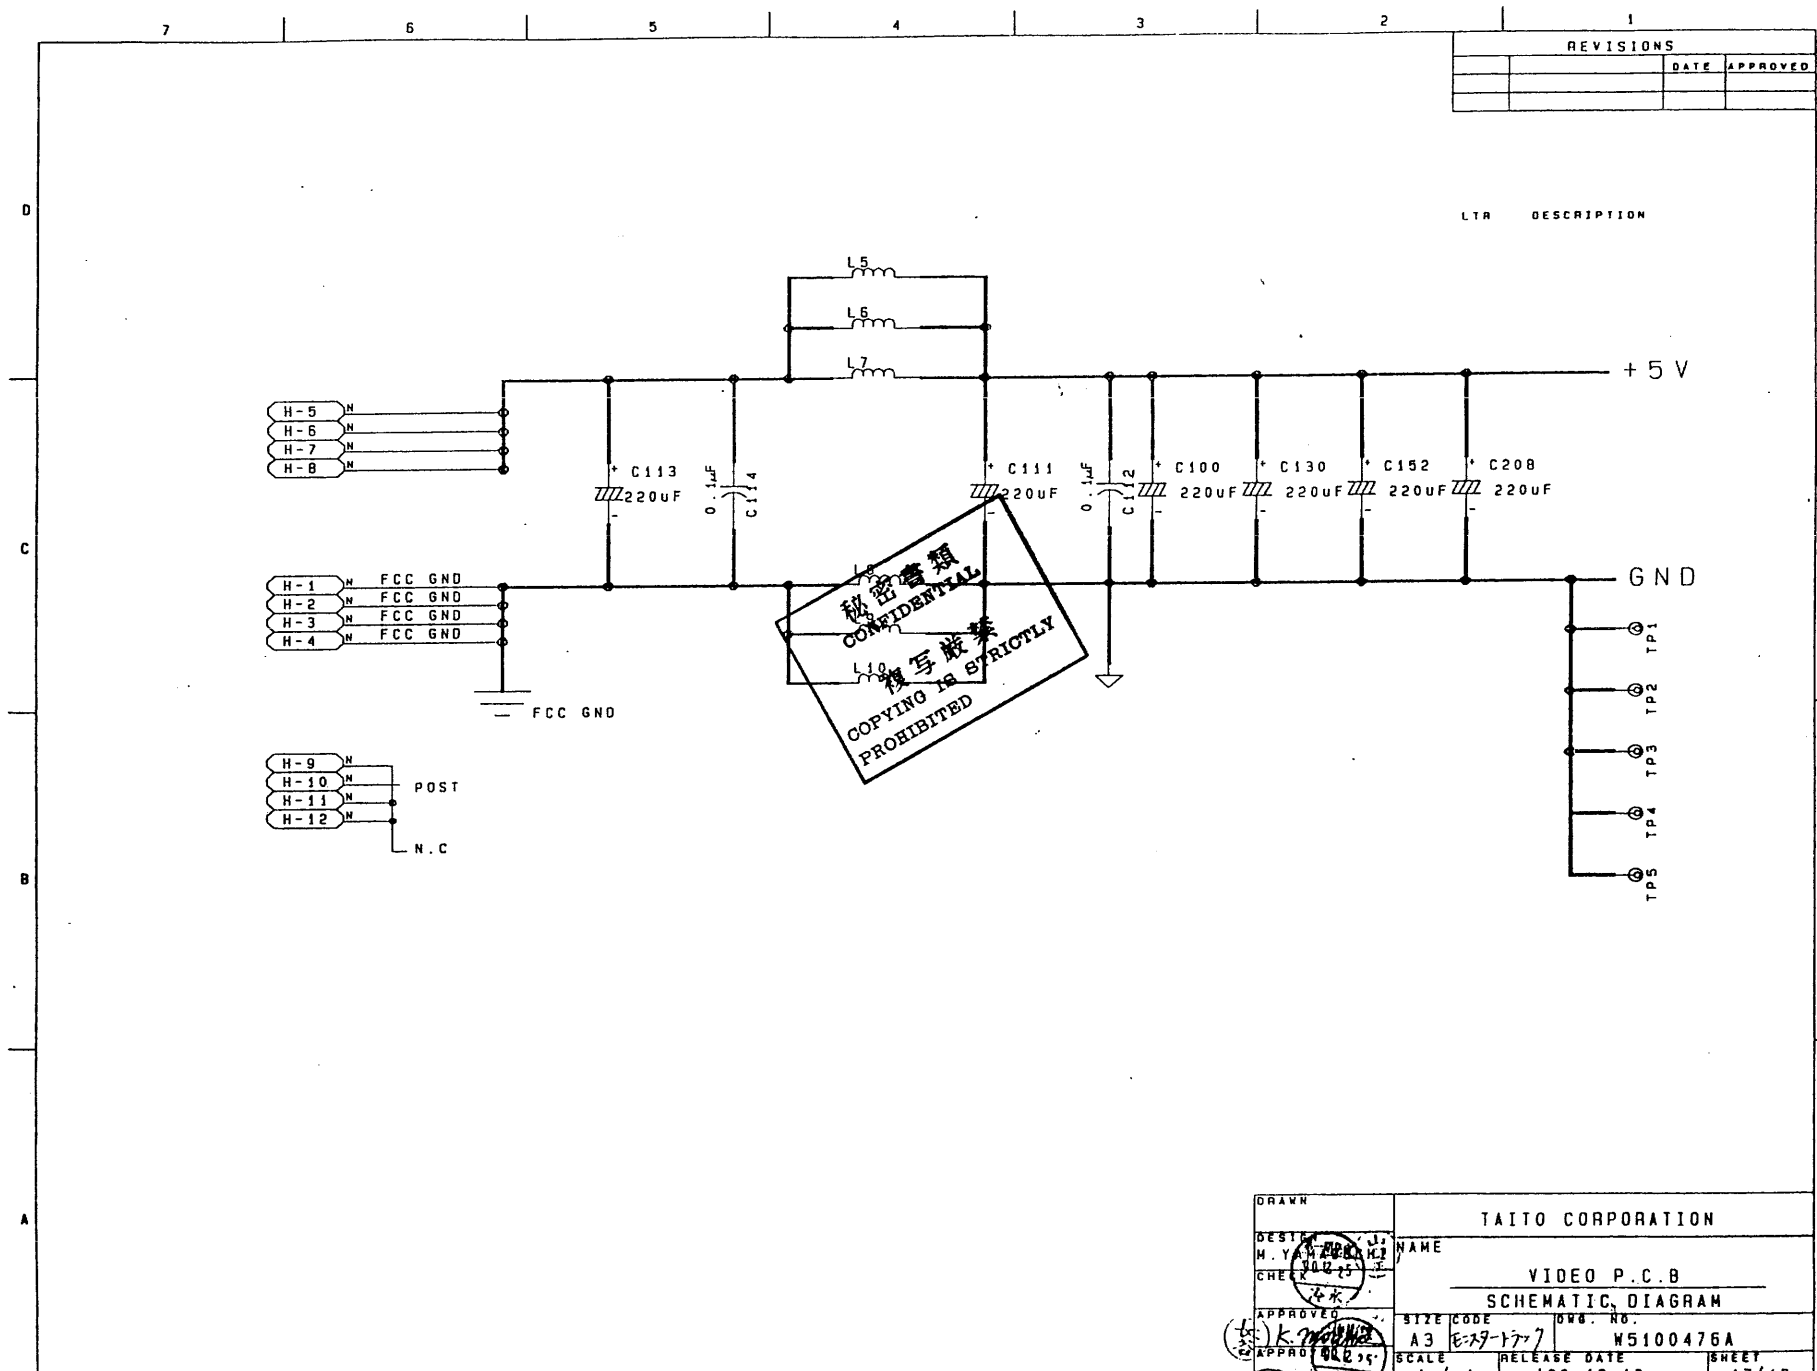 7 6 5 4 3 2 1
REVISIONS
DATE APPROVED
D
LTR DESCRIPTION
L5
L6
L7
+5V
H-5 N
H-6 N
H-7 N
H-8 N
+ C113
220uF
-
0.1μF
C114
+ C111
220uF
-
0.1μF
C112
+ C100
220uF
-
+ C130
220uF
-
+ C152
220uF
-
+ C208
220uF
-
C
H-1 N FCC GND
H-2 N FCC GND
H-3 N FCC GND
H-4 N FCC GND
GND
FCC GND
L10
秘密書類
CONFIDENTIAL
複写厳禁
COPYING IS STRICTLY
PROHIBITED
TP1
TP2
TP3
TP4
TP5
H-9 N
H-10 N
H-11 N
H-12 N
POST
N.C
B
A
DRAWN
TAITO CORPORATION
DESIGN
NAME
CHECK
VIDEO P.C.B
SCHEMATIC DIAGRAM
APPROVED
SIZE CODE DWG. NO.
A3 モンスタートラック W5100476A
SCALE RELEASE DATE SHEET